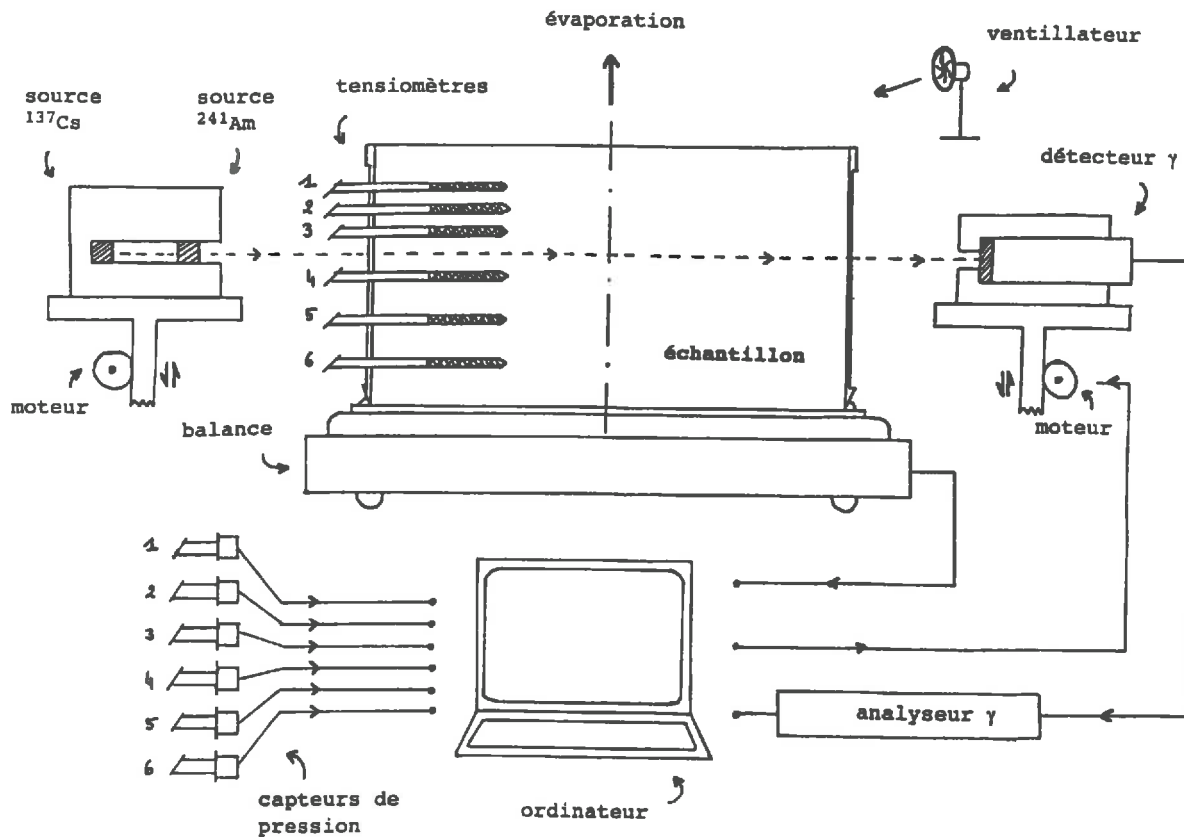 évaporation
ventillateur
tensiomètres
source
¹³⁷Cs
source
²⁴¹Am
détecteur γ
1
2
3
4
5
6
échantillon
moteur
moteur
balance
1
2
3
4
5
6
analyseur γ
capteurs de
pression
ordinateur